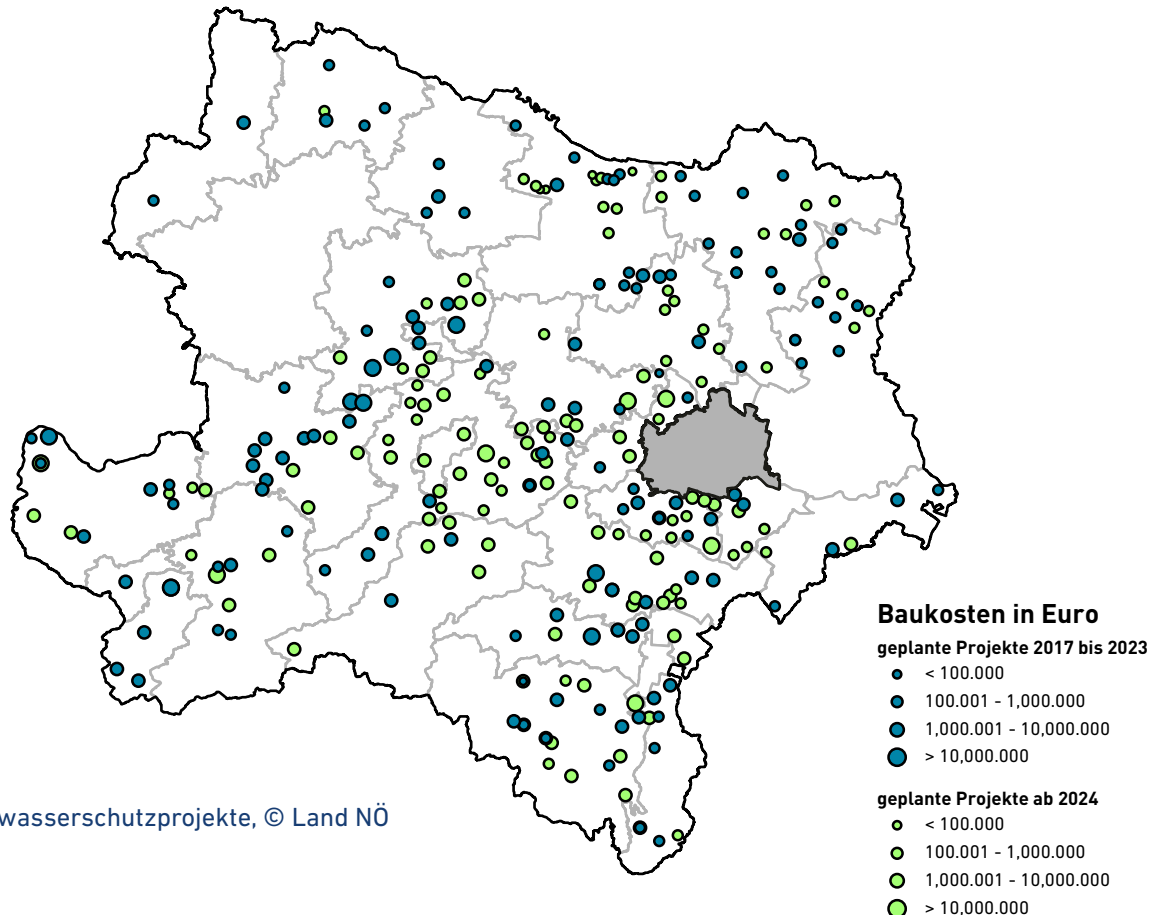 Baukosten in Euro
geplante Projekte 2017 bis 2023
< 100.000
100.001 - 1,000.000
1,000.001 - 10,000.000
> 10,000.000
geplante Projekte ab 2024
< 100.000
100.001 - 1,000.000
1,000.001 - 10,000.000
> 10,000.000
wasserschutzprojekte, © Land NÖ